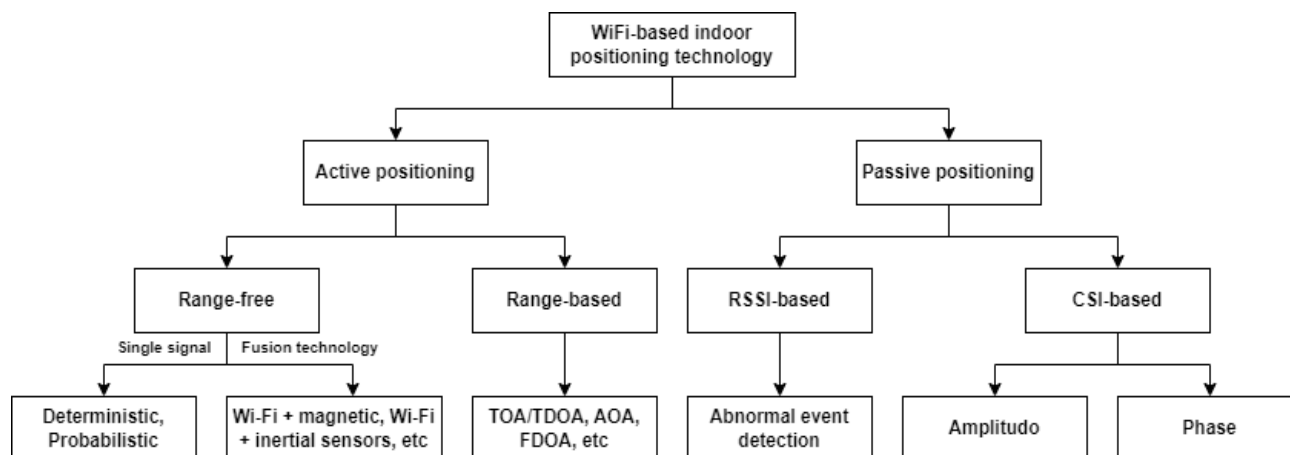 WiFi-based indoor
positioning technology
Active positioning
Passive positioning
Range-free
Range-based
RSSI-based
CSI-based
Single signal
Fusion technology
Deterministic,
Probabilistic
Wi-Fi + magnetic, Wi-Fi
+ inertial sensors, etc
TOA/TDOA, AOA,
FDOA, etc
Abnormal event
detection
Amplitudo
Phase